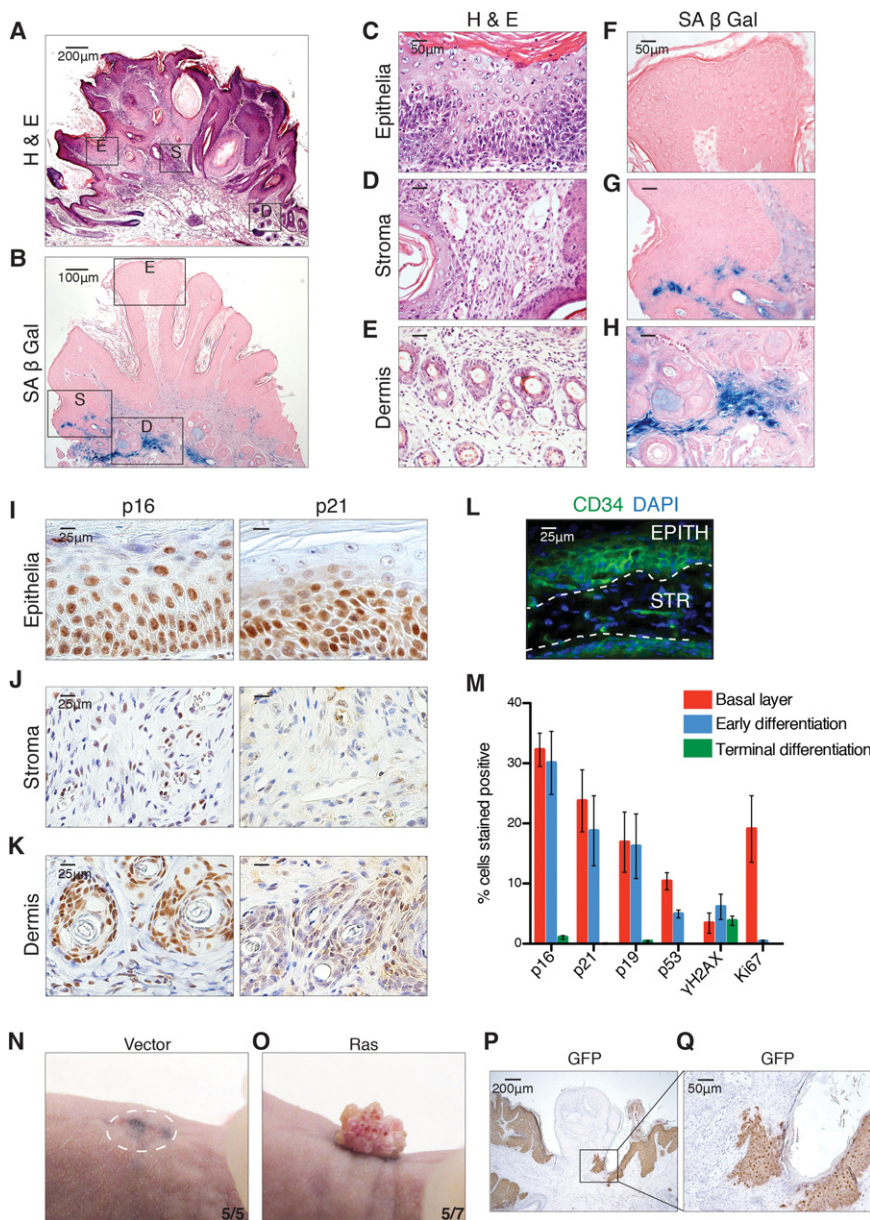 A
200µm
H & E
E
S
D
B
100µm
SA β Gal
E
S
D
H & E
SA β Gal
C
50µm
Epithelia
F
50µm
D
Stroma
G
E
Dermis
H
I
p16
p21
25µm
Epithelia
J
25µm
Stroma
K
25µm
Dermis
L
CD34 DAPI
25µm
EPITH
STR
M
% cells stained positive
40
30
20
10
0
Basal layer
Early differentiation
Terminal differentiation
p16
p21
p19
p53
γH2AX
Ki67
N
Vector
5/5
O
Ras
5/7
P
GFP
200µm
Q
GFP
50µm